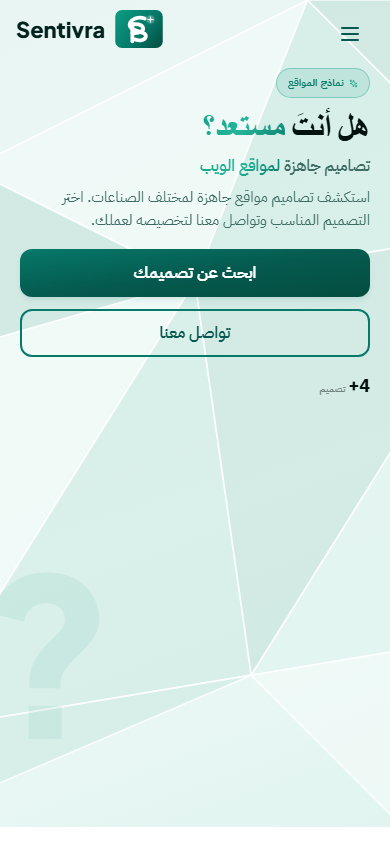 Sentivra
نماذج المواقع
هل أنتَ مستعد؟
تصاميم جاهزة لمواقع الويب
استكشف تصاميم مواقع جاهزة لمختلف الصناعات. اختر
التصميم المناسب وتواصل معنا لتخصيصه لعملك.
ابحث عن تصميمك
تواصل معنا
+4 تصميم
?